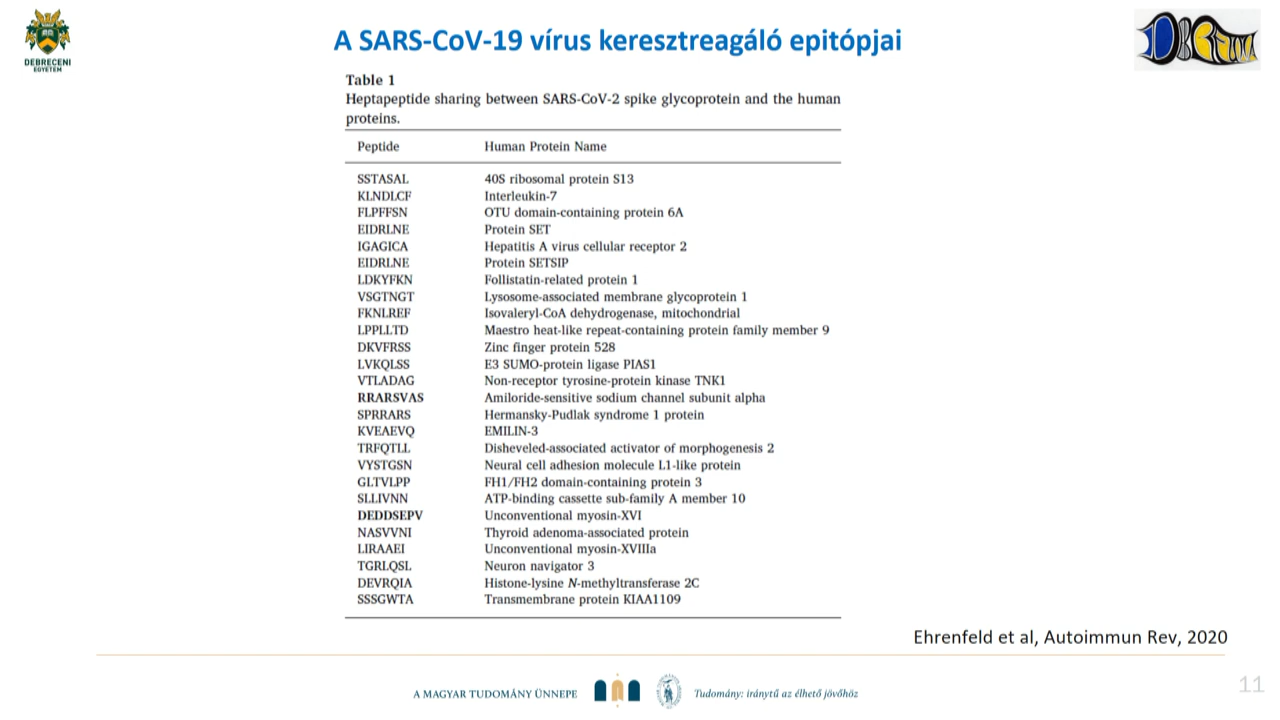 DEBRECENI
EGYETEM
A SARS-CoV-19 vírus keresztreagáló epitópjai
Table 1
Heptapeptide sharing between SARS-CoV-2 spike glycoprotein and the human
proteins.
Peptide Human Protein Name
SSTASAL 40S ribosomal protein S13
KLNDLCF Interleukin-7
FLPFFSN OTU domain-containing protein 6A
EIDRLNE Protein SET
IGAGICA Hepatitis A virus cellular receptor 2
EIDRLNE Protein SETSIP
LDKYFKN Follistatin-related protein 1
VSGTNGT Lysosome-associated membrane glycoprotein 1
FKNLREF Isovaleryl-CoA dehydrogenase, mitochondrial
LPPLLTD Maestro heat-like repeat-containing protein family member 9
DKVFRSS Zinc finger protein 528
LVKQLSS E3 SUMO-protein ligase PIAS1
VTLADAG Non-receptor tyrosine-protein kinase TNK1
RRARSVAS Amiloride-sensitive sodium channel subunit alpha
SPRRARS Hermansky-Pudlak syndrome 1 protein
KVEAEVQ EMILIN-3
TRFQTLL Disheveled-associated activator of morphogenesis 2
VYSTGSN Neural cell adhesion molecule L1-like protein
GLTVLPP FH1/FH2 domain-containing protein 3
SLLIVNN ATP-binding cassette sub-family A member 10
DEDDSEPV Unconventional myosin-XVI
NASVVNI Thyroid adenoma-associated protein
LIRAAEI Unconventional myosin-XVIIIa
TGRLQSL Neuron navigator 3
DEVRQIA Histone-lysine N-methyltransferase 2C
SSSGWTA Transmembrane protein KIAA1109
Ehrenfeld et al, Autoimmun Rev, 2020
A MAGYAR TUDOMÁNY ÜNNEPE
Tudomány: iránytű az élhető jövőhöz
11